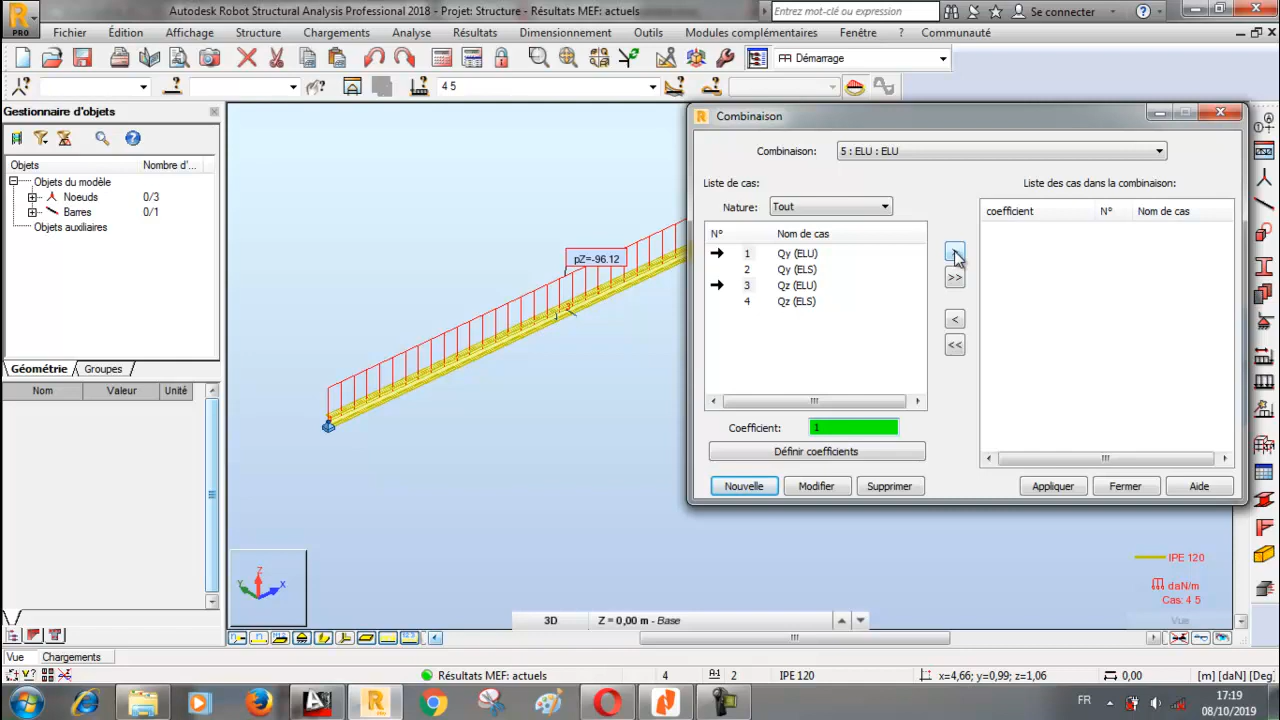 Autodesk Robot Structural Analysis Professional 2018 - Projet: Structure - Résultats MEF: actuels
Entrez mot-clé ou expression
Se connecter
PRO
Fichier Édition Affichage Structure Chargements Analyse Résultats Dimensionnement Outils Modules complémentaires Fenêtre ? Communauté
Démarrage
4 5
Gestionnaire d'objets
Objets Nombre d'...
Objets du modèle
Noeuds 0/3
Barres 0/1
Objets auxiliaires
Géométrie Groupes
Nom Valeur Unité
pZ=-96.12
Combinaison
Combinaison: 5 : ELU : ELU
Liste de cas: Liste des cas dans la combinaison:
Nature: Tout
N° Nom de cas
1 Qy (ELU)
2 Qy (ELS)
3 Qz (ELU)
4 Qz (ELS)
>
>>
<
<<
coefficient N° Nom de cas
Coefficient: 1
Définir coefficients
Nouvelle Modifier Supprimer Appliquer Fermer Aide
Z
Y X
IPE 120
daN/m
Cas: 4 5
Vue
3D Z = 0,00 m - Base
Vue Chargements
Résultats MEF: actuels 4 2 IPE 120 x=4,66; y=0,99; z=1,06 0,00 [m] [daN] [Deg]
FR 17:19
08/10/2019